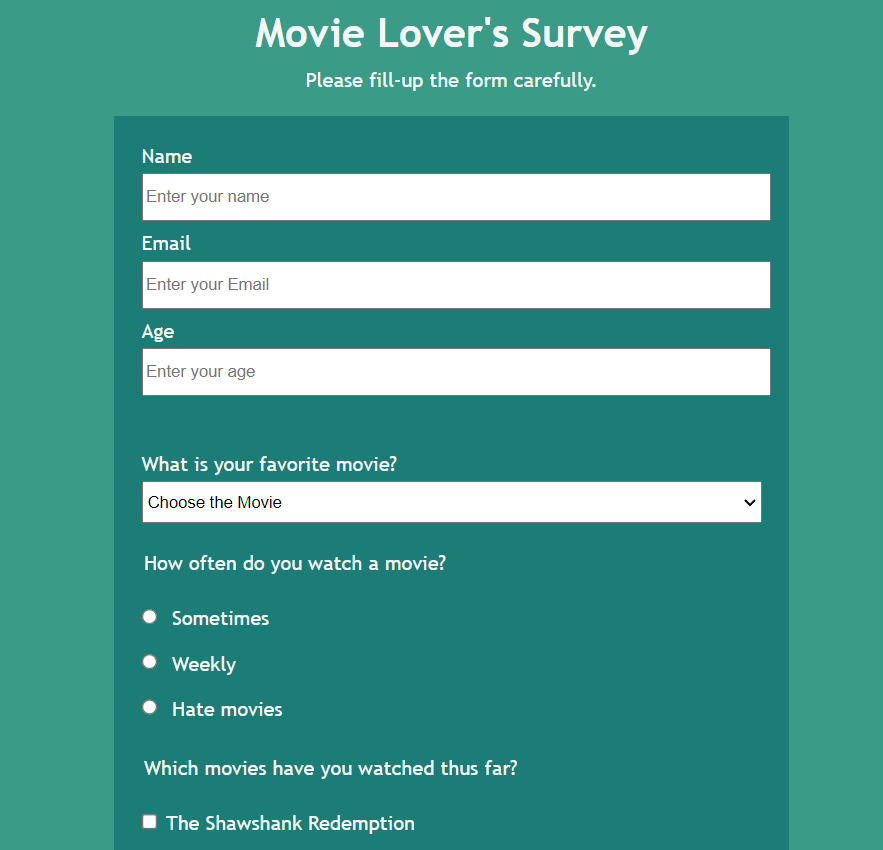 Movie Lover's Survey
Please fill-up the form carefully.
Name
Enter your name
Email
Enter your Email
Age
Enter your age
What is your favorite movie?
Choose the Movie
How often do you watch a movie?
Sometimes
Weekly
Hate movies
Which movies have you watched thus far?
The Shawshank Redemption